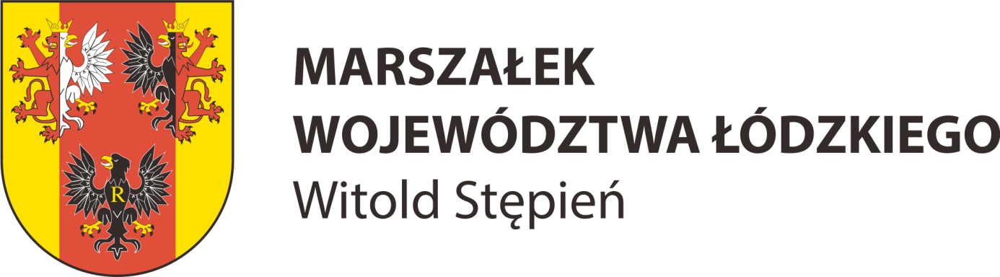 MARSZAŁEK
WOJEWÓDZTWA ŁÓDZKIEGO
Witold Stępień
R